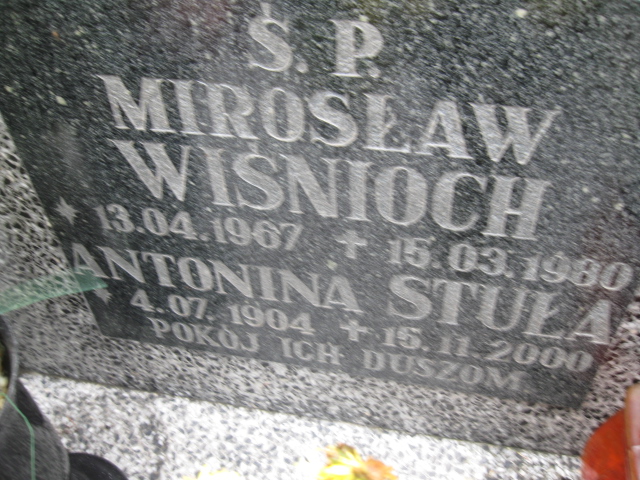 Ś. P.
MIROSŁAW
WIŚNIOCH
* 13.04.1967 + 15.03.1980
ANTONINA STUŁA
* 4.07.1904 + 15.11.2000
POKÓJ ICH DUSZOM